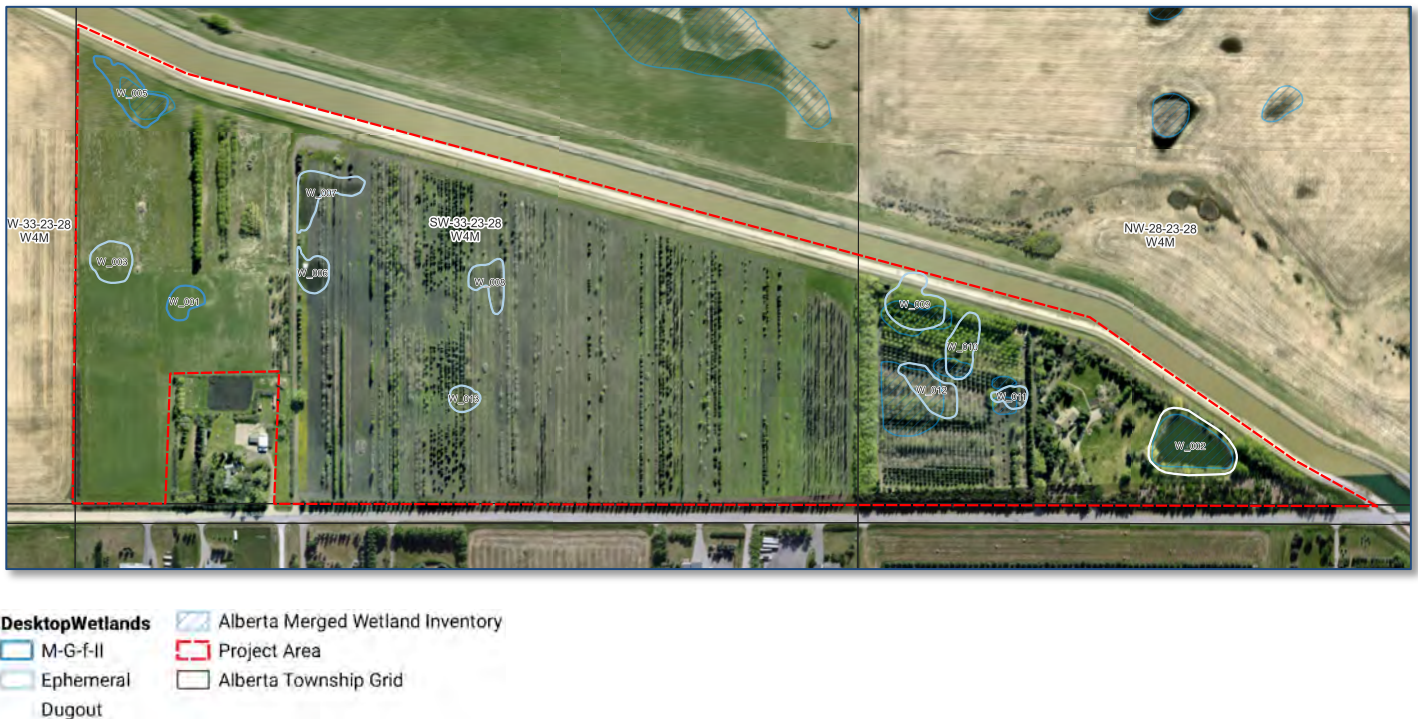 W_005
W_007
W-33-23-28
W4M
SW-33-23-28
W4M
NW-28-23-28
W4M
W_003
W_006
W_001
W_009
W_010
W_012
W_011
W_013
W_002
DesktopWetlands
M-G-f-II
Ephemeral
Dugout
Alberta Merged Wetland Inventory
Project Area
Alberta Township Grid